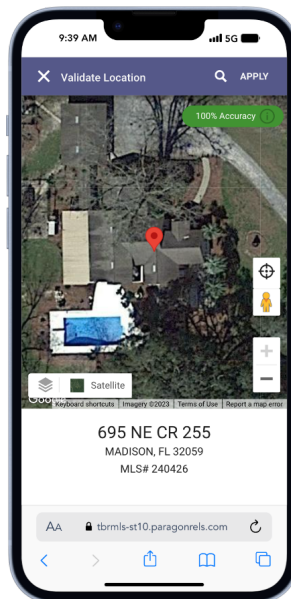 9:39 AM
5G
Validate Location
APPLY
100% Accuracy
Satellite
Google
Keyboard shortcuts
Imagery ©2023
Terms of Use
Report a map error
695 NE CR 255
MADISON, FL 32059
MLS# 240426
AA
tbrmls-st10.paragonrels.com